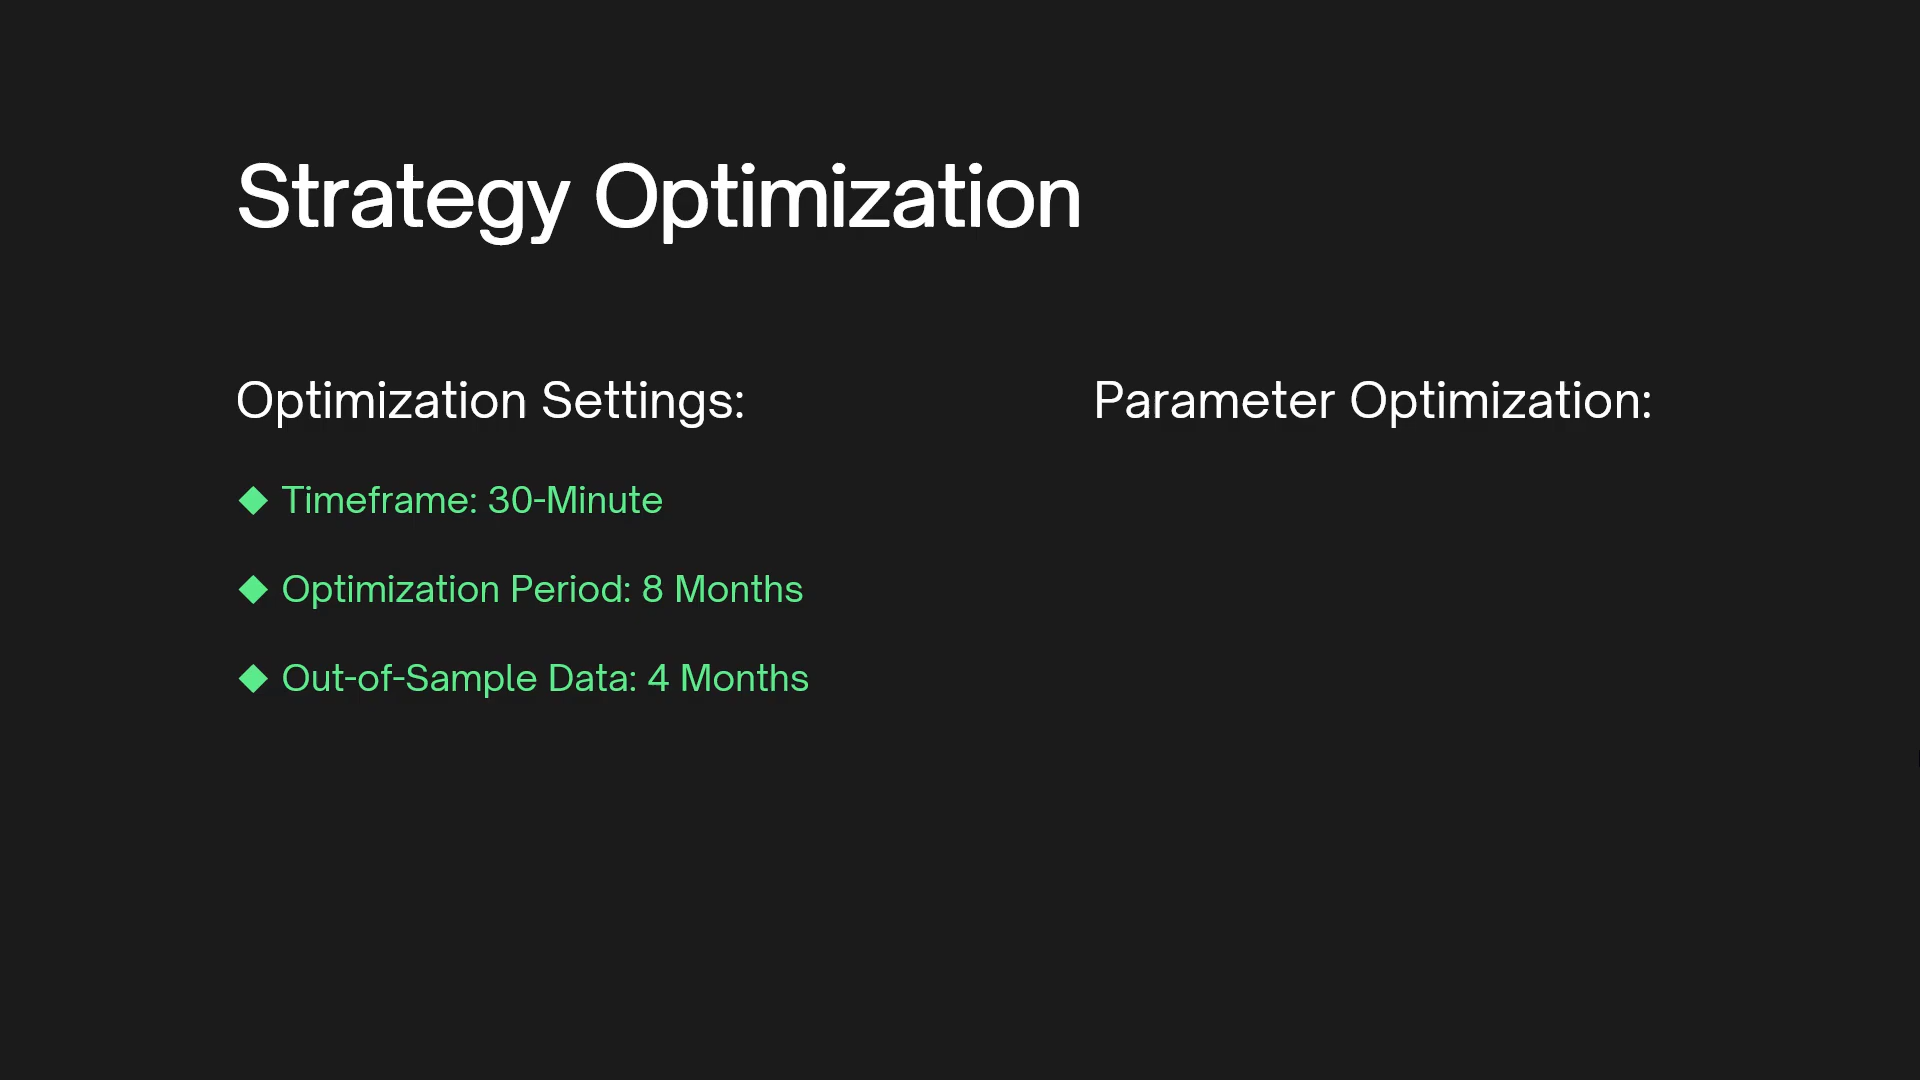 Strategy Optimization
Optimization Settings:
◆ Timeframe: 30-Minute
◆ Optimization Period: 8 Months
◆ Out-of-Sample Data: 4 Months
Parameter Optimization: